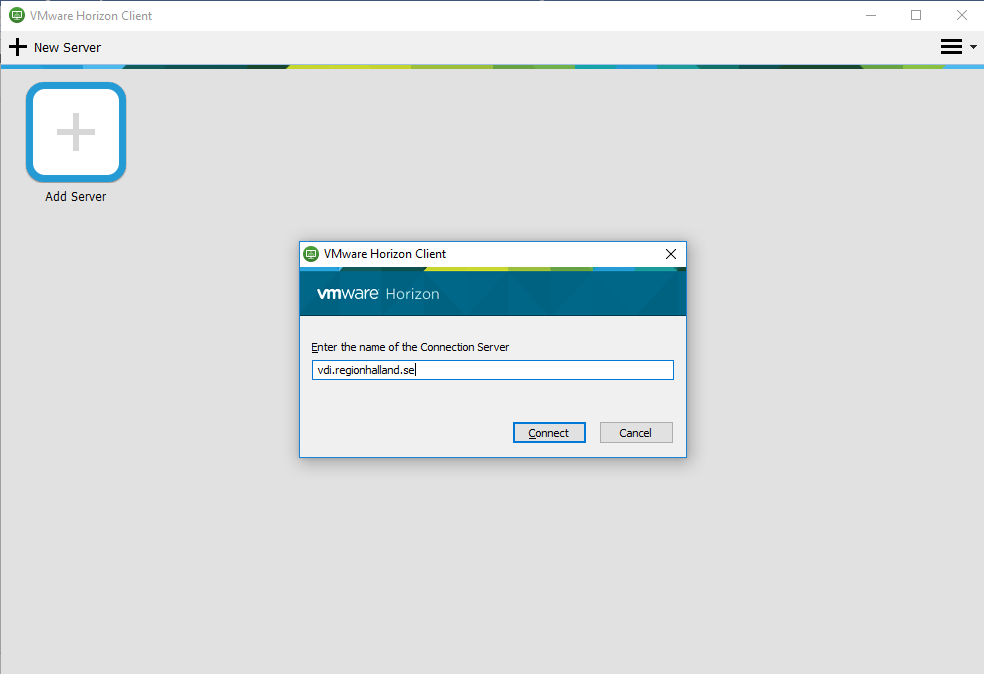 VMware Horizon Client
New Server
Add Server
VMware Horizon Client
vmware Horizon
Enter the name of the Connection Server
vdi.regionhalland.se
Connect Cancel